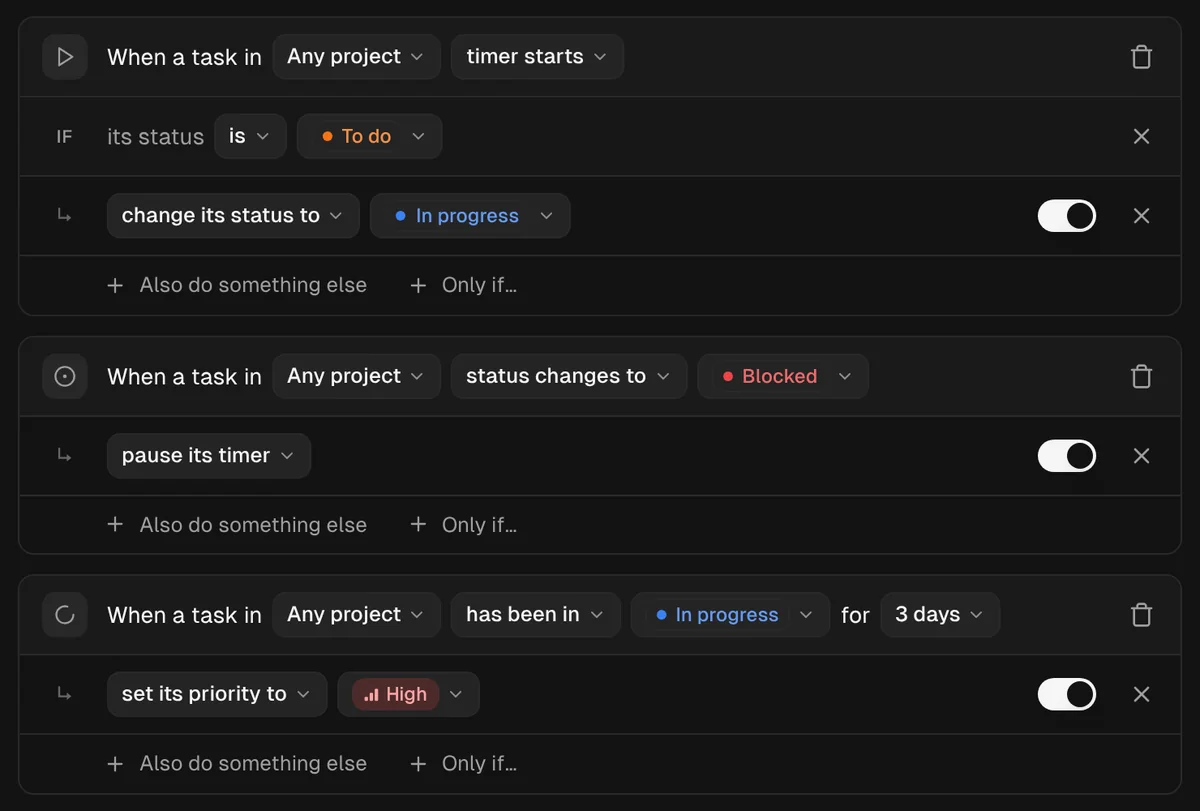 When a task in Any project timer starts
IF its status is To do
change its status to In progress
+ Also do something else + Only if...
When a task in Any project status changes to Blocked
pause its timer
+ Also do something else + Only if...
When a task in Any project has been in In progress for 3 days
set its priority to High
+ Also do something else + Only if...